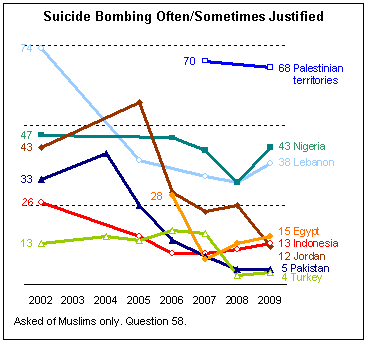 Suicide Bombing Often/Sometimes Justified
74
70
68 Palestinian
territories
47
43
43 Nigeria
38 Lebanon
33
28
26
15 Egypt
13
13 Indonesia
12 Jordan
5 Pakistan
4 Turkey
2002 2003 2004 2005 2006 2007 2008 2009
Asked of Muslims only. Question 58.